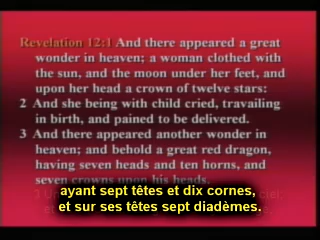 Revelation 12:1 And there appeared a great
wonder in heaven; a woman clothed with
the sun, and the moon under her feet, and
upon her head a crown of twelve stars:
2 And she being with child cried, travailing
in birth, and pained to be delivered.
3 And there appeared another wonder in
heaven; and behold a great red dragon,
having seven heads and ten horns, and
seven crowns upon his heads.
ayant sept têtes et dix cornes,
et sur ses têtes sept diadèmes.